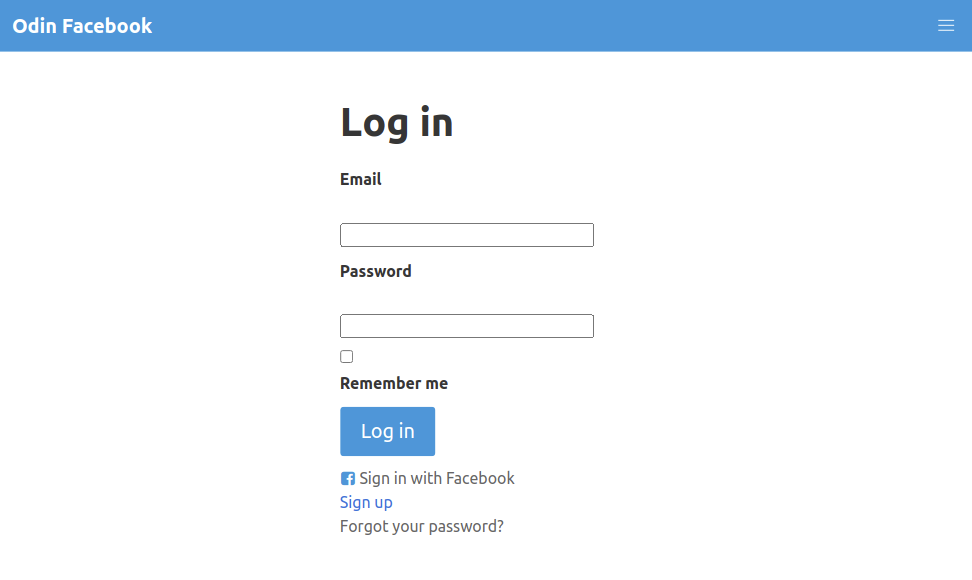 Odin Facebook
Log in
Email
Password
Remember me
Log in
Sign in with Facebook
Sign up
Forgot your password?